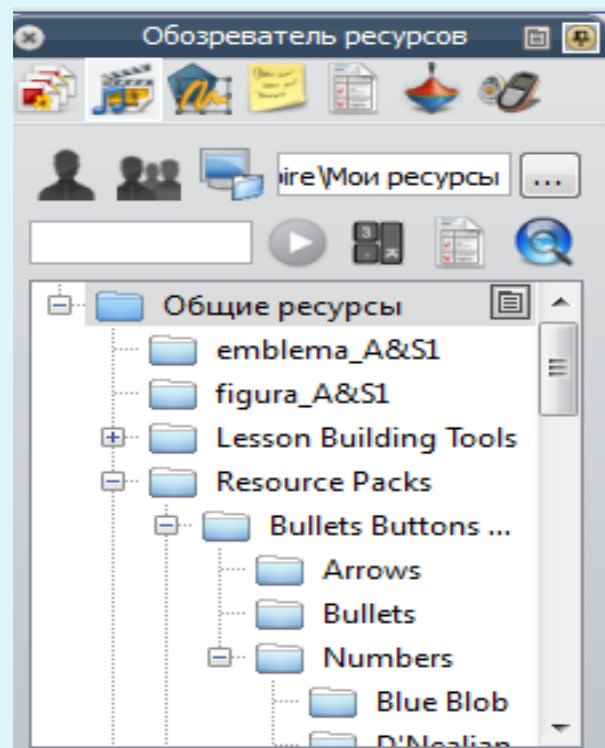 Обозреватель ресурсов
ire\Мои ресурсы ...
Общие ресурсы
emblema_A&S1
figura_A&S1
Lesson Building Tools
Resource Packs
Bullets Buttons ...
Arrows
Bullets
Numbers
Blue Blob
D'Nealian